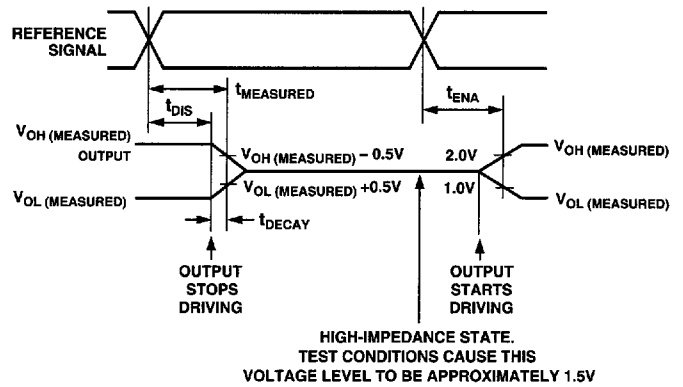 REFERENCE
SIGNAL
tMEASURED
tENA
tDIS
VOH (MEASURED)
OUTPUT
VOH (MEASURED) – 0.5V
2.0V
VOH (MEASURED)
VOL (MEASURED)
VOL (MEASURED) +0.5V
1.0V
VOL (MEASURED)
tDECAY
OUTPUT
STOPS
DRIVING
OUTPUT
STARTS
DRIVING
HIGH-IMPEDANCE STATE.
TEST CONDITIONS CAUSE THIS
VOLTAGE LEVEL TO BE APPROXIMATELY 1.5V